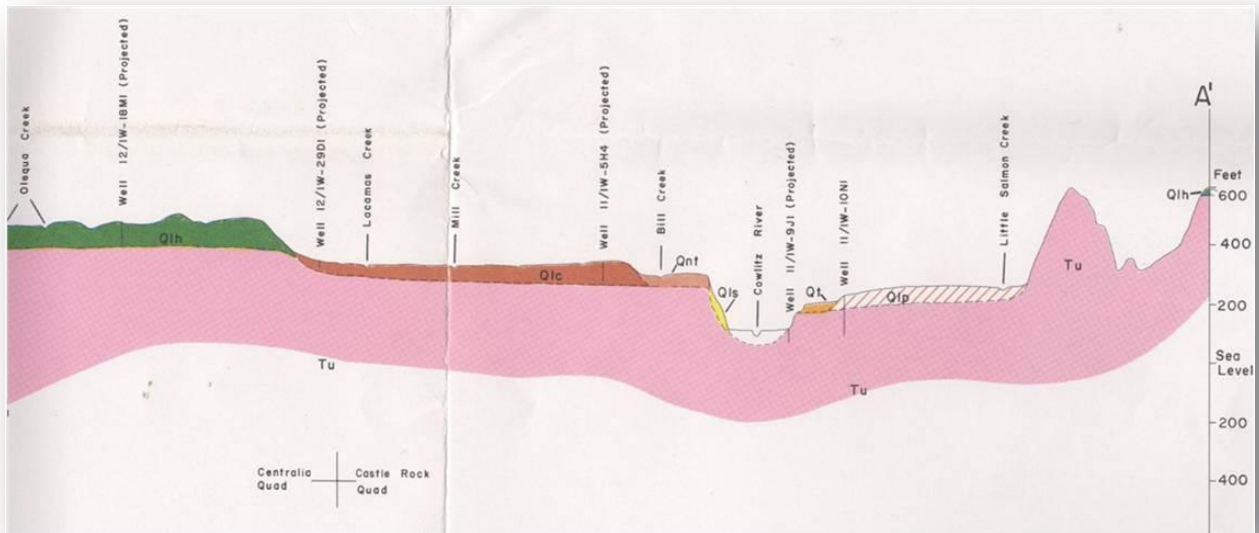 Olequa Creek
Well 12/1W-18M1 (Projected)
Well 12/1W-29D1 (Projected)
Lacamas Creek
Mill Creek
Well 11/1W-5H4 (Projected)
Bill Creek
Cowlitz River
Well 11/1W-9J1 (Projected)
Well 11/1W-10N1
Little Salmon Creek
A'
Feet
Qlh
600
Qlh
400
Qnt
Tu
Qlc
Qls
Qt
Qlp
200
Tu
Sea
Level
Tu
200
Centralia
Quad
Castle Rock
Quad
400